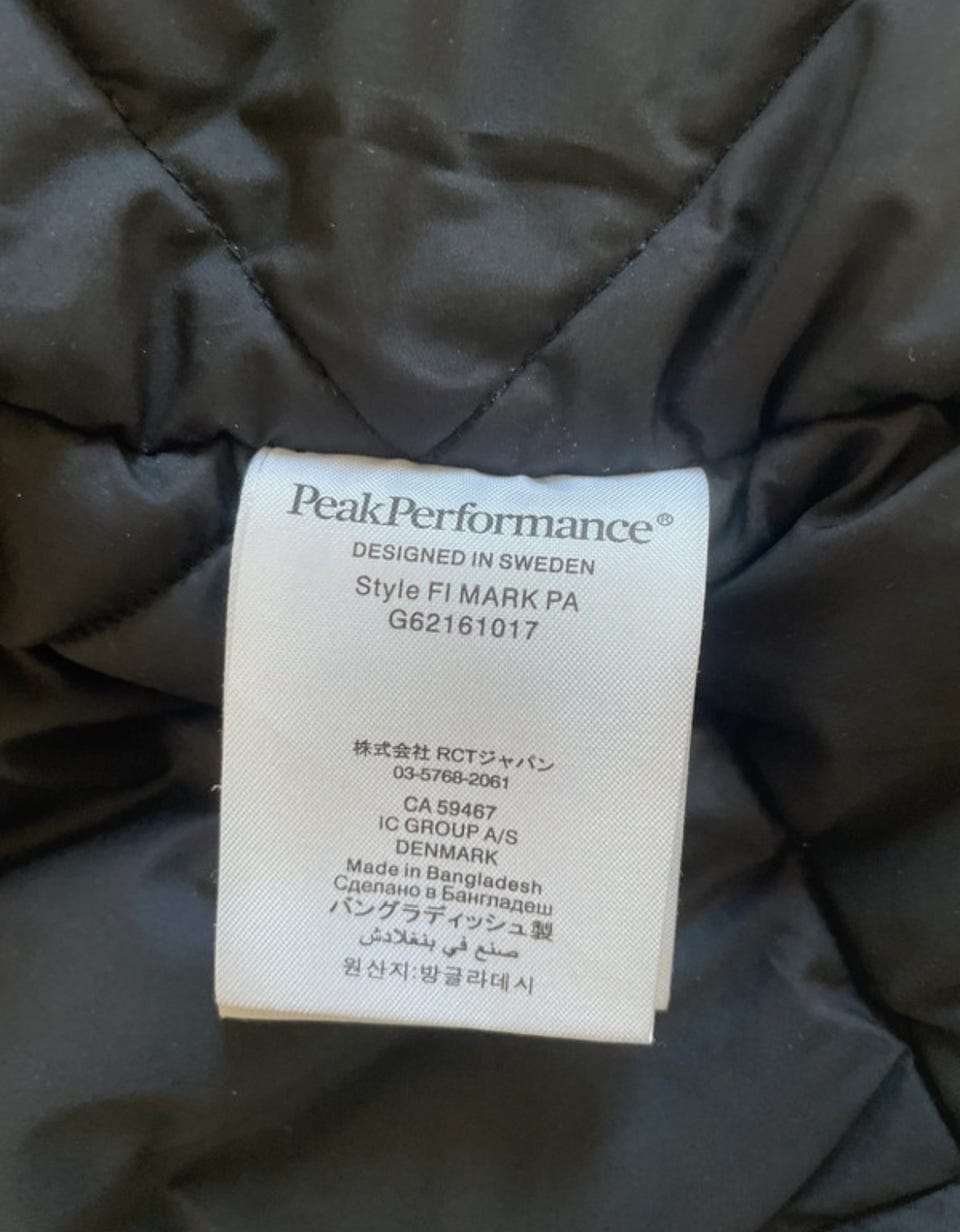 PeakPerformance®
DESIGNED IN SWEDEN
Style FI MARK PA
G62161017
株式会社 RCTジャパン
03-5768-2061
CA 59467
IC GROUP A/S
DENMARK
Made in Bangladesh
Сделано в Бангладеш
バングラディッシュ製
صنع في بنغلادش
원산지:방글라데시